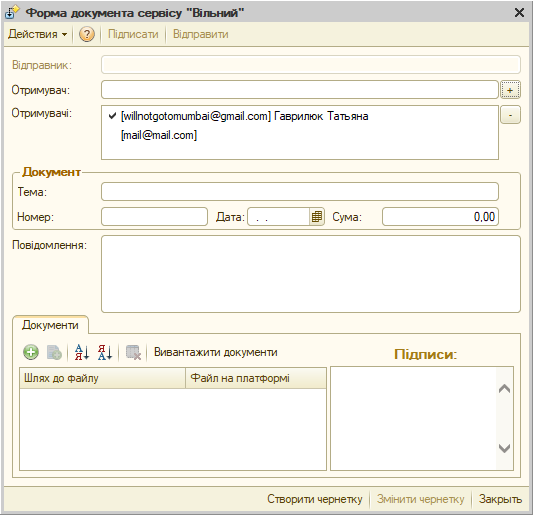 Форма документа сервісу "Вільний"
Действия ? Підписати Відправити
Відправник:
Отримувач: +
Отримувачі: [willnotgotomumbai@gmail.com] Гаврилюк Татьяна -
[mail@mail.com]
Документ
Тема:
Номер: Дата: . . Сума: 0,00
Повідомлення:
Документи
А Я Я А Вивантажити документи Підписи:
Шлях до файлу Файл на платформі
Створити чернетку Змінити чернетку Закрыть